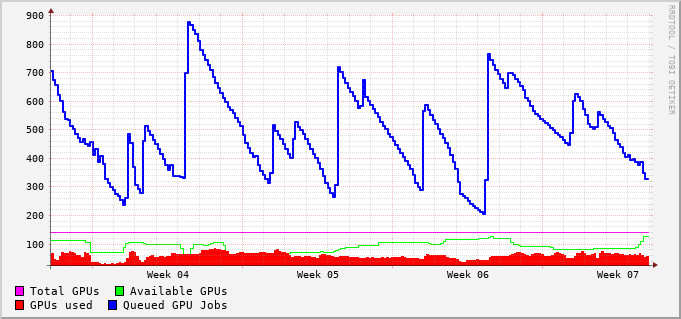 900
800
700
600
500
400
300
200
100
Week 04 Week 05 Week 06 Week 07
Total GPUs Available GPUs
GPUs used Queued GPU Jobs
RRDTOOL / TOBI OETIKER